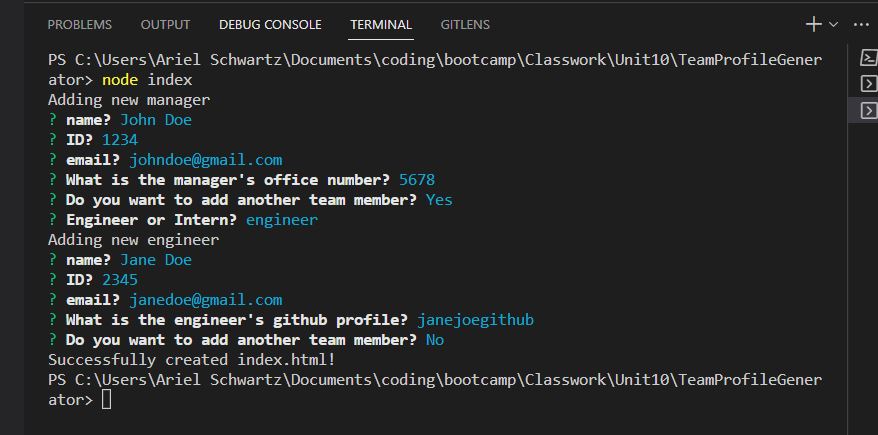 PROBLEMS OUTPUT DEBUG CONSOLE TERMINAL GITLENS
PS C:\Users\Ariel Schwartz\Documents\coding\bootcamp\Classwork\Unit10\TeamProfileGener
ator> node index
Adding new manager
? name? John Doe
? ID? 1234
? email? johndoe@gmail.com
? What is the manager's office number? 5678
? Do you want to add another team member? Yes
? Engineer or Intern? engineer
Adding new engineer
? name? Jane Doe
? ID? 2345
? email? janedoe@gmail.com
? What is the engineer's github profile? janejoegithub
? Do you want to add another team member? No
Successfully created index.html!
PS C:\Users\Ariel Schwartz\Documents\coding\bootcamp\Classwork\Unit10\TeamProfileGener
ator>